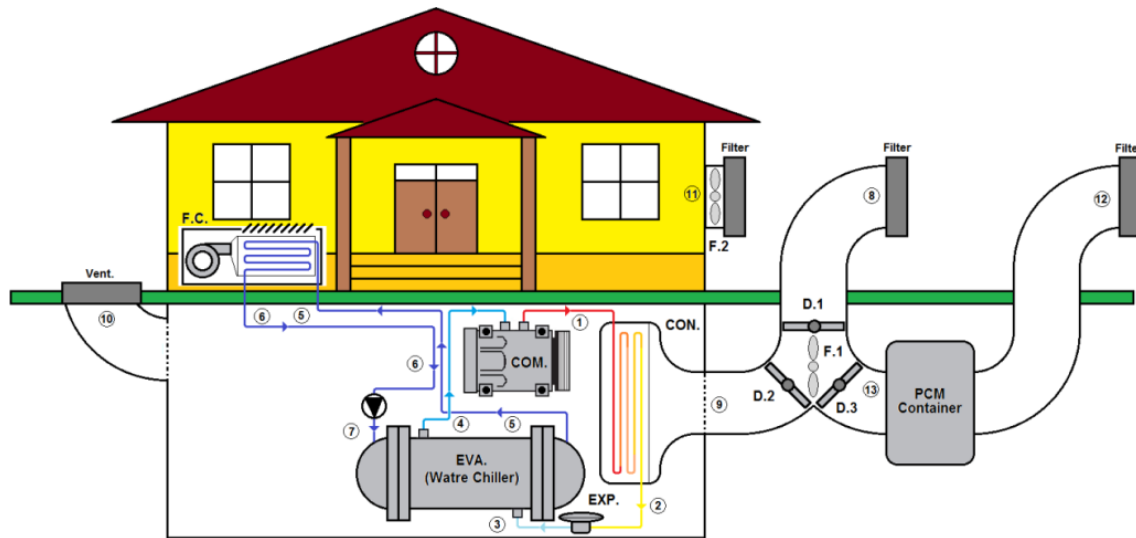 Filter
Filter
Filter
11
8
12
F.C.
F.2
Vent.
10
6
5
1
CON.
D.1
F.1
6
COM.
D.2
13
D.3
PCM
Container
9
7
4
5
EVA.
(Watre Chiller)
EXP.
2
3